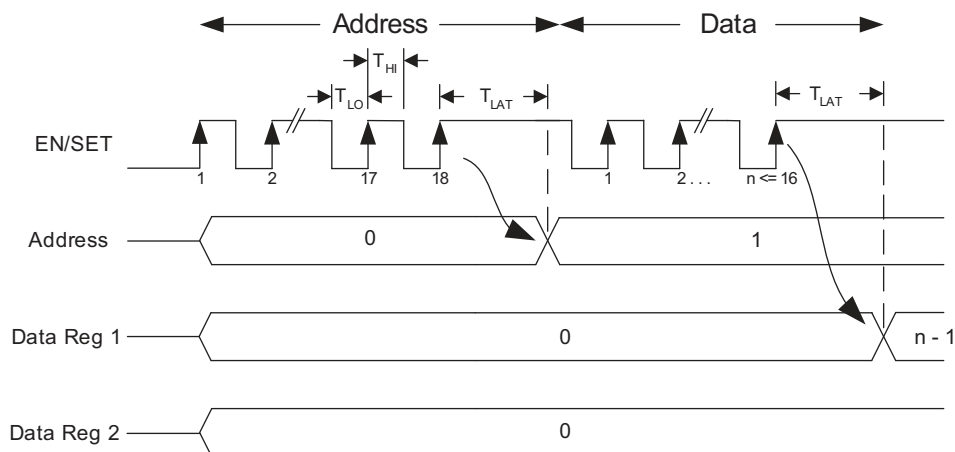 Address Data
T_HI
T_LO T_LAT T_LAT
EN/SET
1 2 17 18 1 2 . . . n <= 16
Address 0 1
Data Reg 1 0 n - 1
Data Reg 2 0